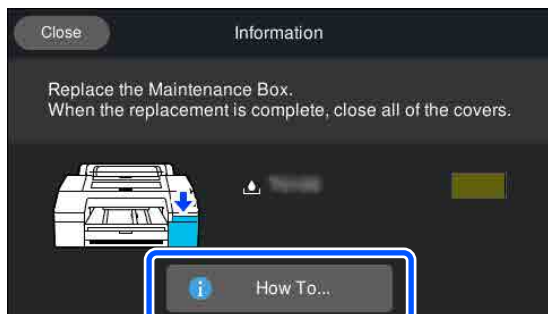 Close
Information
Replace the Maintenance Box.
When the replacement is complete, close all of the covers.
How To...